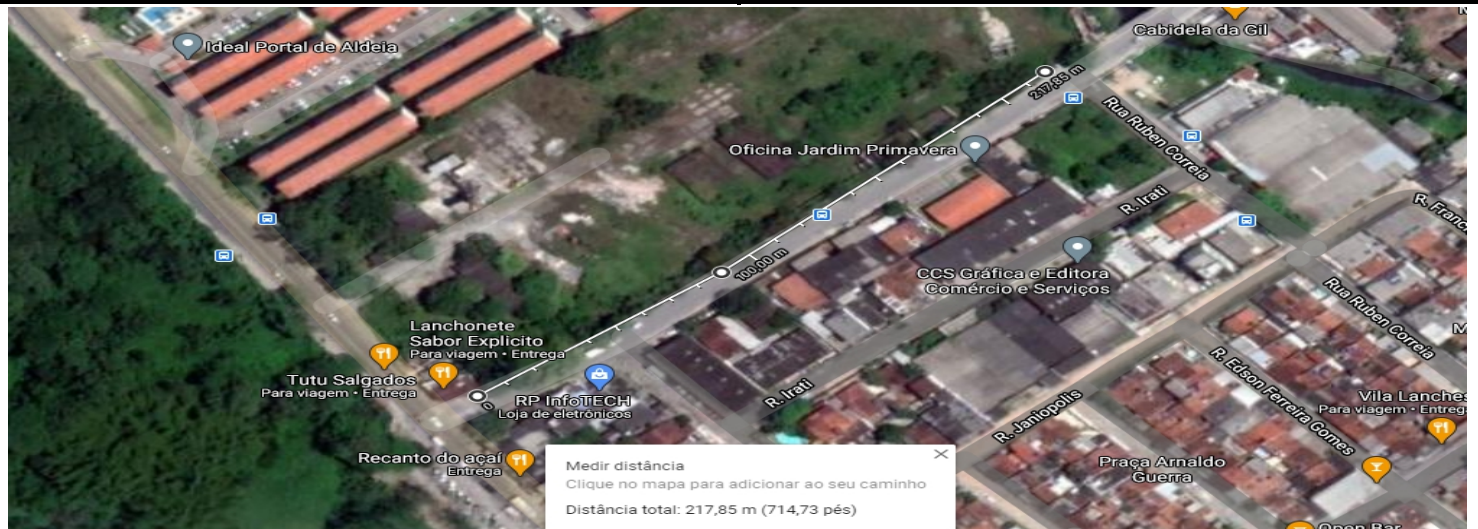 Cabidela da Gil
Ideal Portal de Aldeia
217,85 m
Rua Ruben Correia
Oficina Jardim Primavera
R. Irati
R. Franc
100,00 m
CCS Gráfica e Editora
Comércio e Serviços
Rua Ruben Correia
Lanchonete
Sabor Explicito
Para viagem • Entrega
Tutu Salgados
Para viagem • Entrega
0
RP InfoTECH
Loja de eletrônicos
R. Irati
R. Edson Ferreira Gomes
Vila Lanches
Para viagem • Entreg
R. Janiopolis
Recanto do açaí
Entrega
Praça Arnaldo
Guerra
Medir distância
Clique no mapa para adicionar ao seu caminho
Distância total: 217,85 m (714,73 pés)
Open Bar